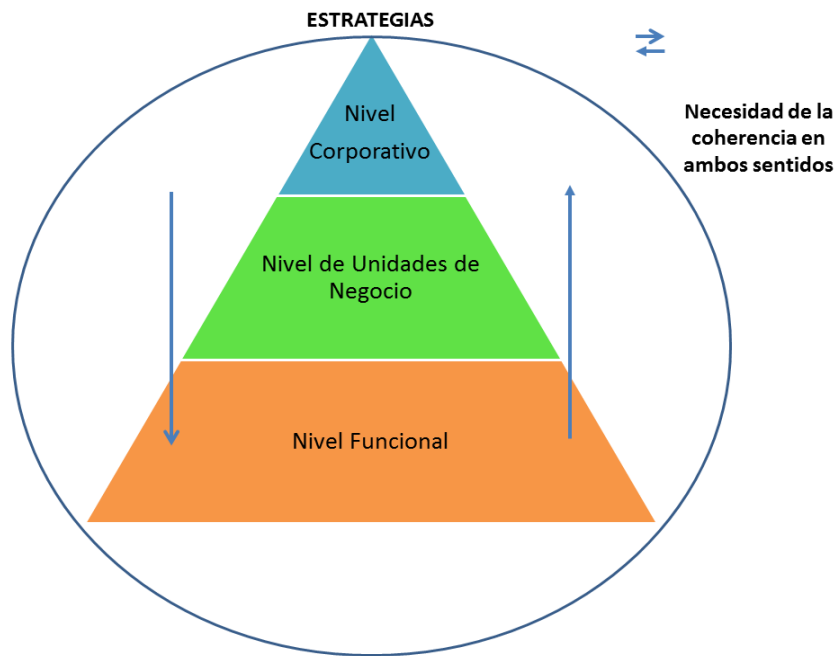 ESTRATEGIAS
Nivel
Corporativo
Necesidad de la
coherencia en
ambos sentidos
Nivel de Unidades de
Negocio
Nivel Funcional